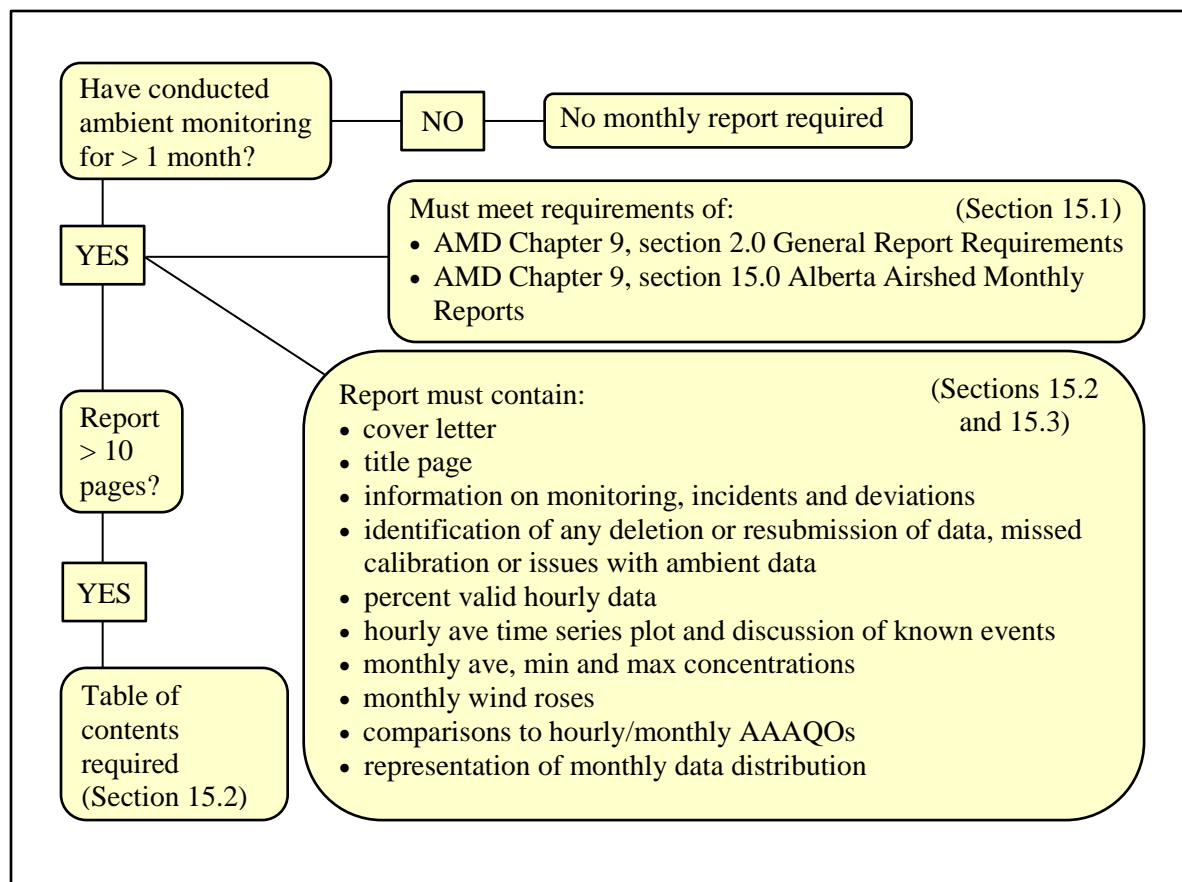 Have conducted
ambient monitoring
for > 1 month?
NO
No monthly report required
YES
Must meet requirements of: (Section 15.1)
• AMD Chapter 9, section 2.0 General Report Requirements
• AMD Chapter 9, section 15.0 Alberta Airshed Monthly
Reports
Report
> 10
pages?
YES
Table of
contents
required
(Section 15.2)
Report must contain: (Sections 15.2
and 15.3)
• cover letter
• title page
• information on monitoring, incidents and deviations
• identification of any deletion or resubmission of data, missed
calibration or issues with ambient data
• percent valid hourly data
• hourly ave time series plot and discussion of known events
• monthly ave, min and max concentrations
• monthly wind roses
• comparisons to hourly/monthly AAAQOs
• representation of monthly data distribution